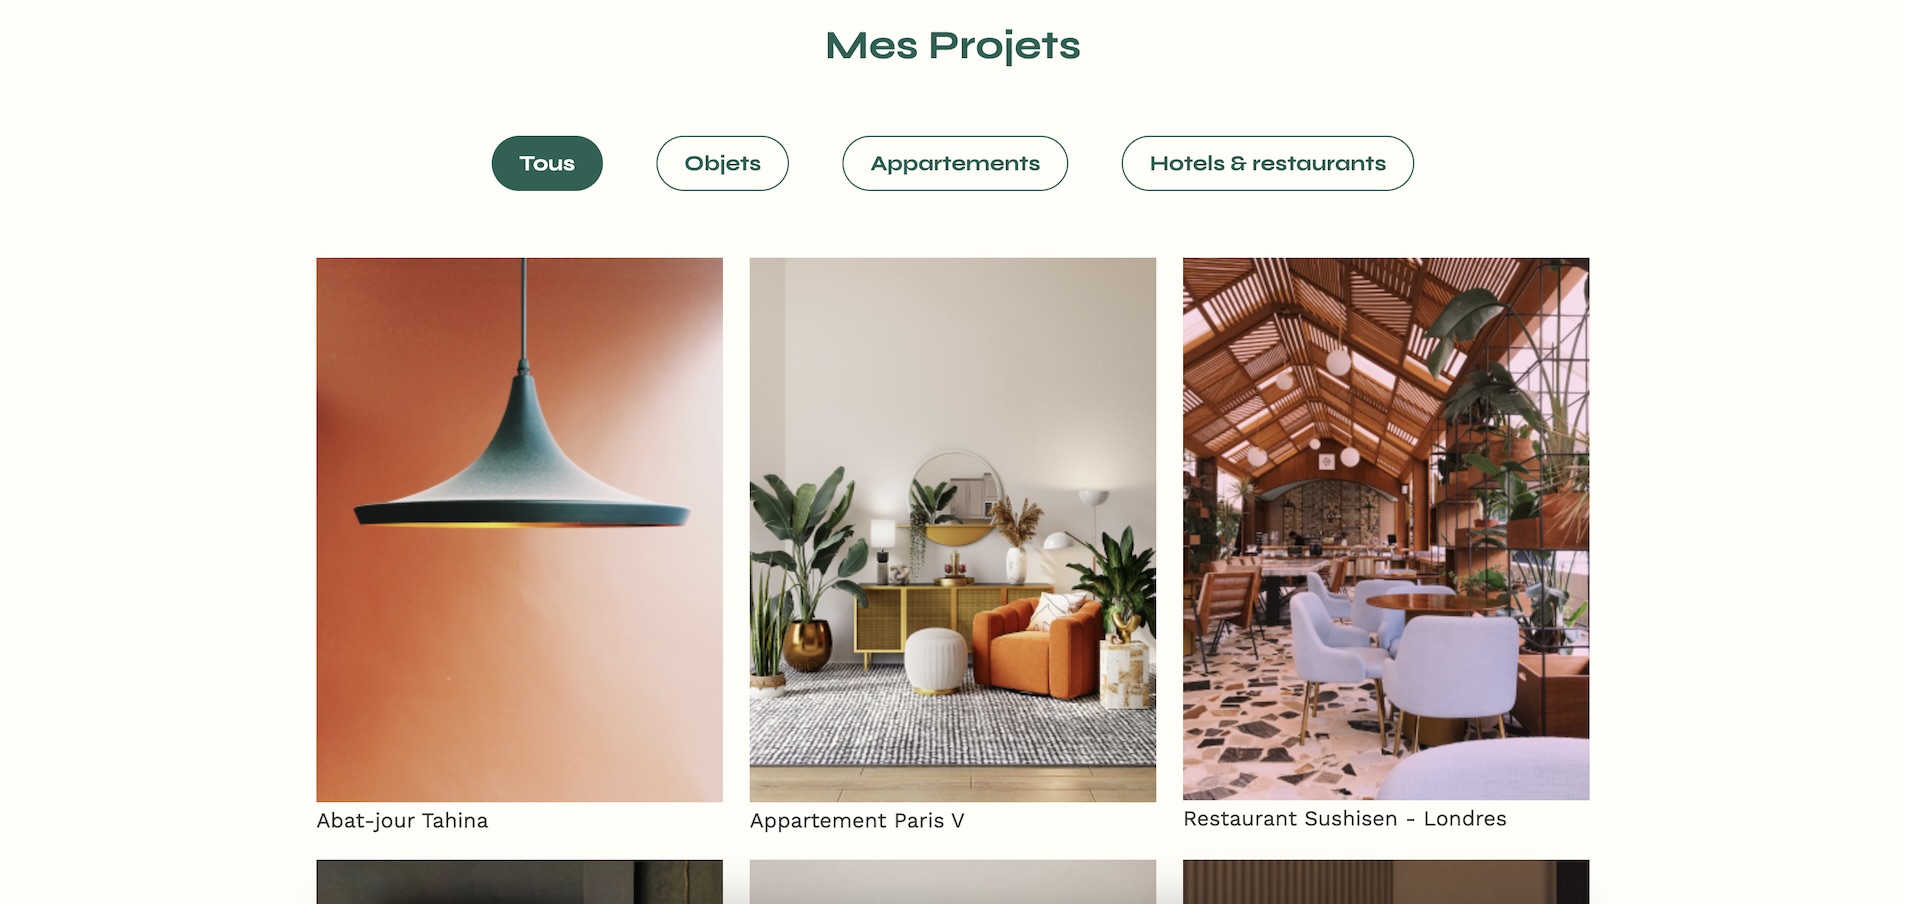 Mes Projets
Tous
Objets
Appartements
Hotels & restaurants
Abat-jour Tahina
Appartement Paris V
Restaurant Sushisen - Londres